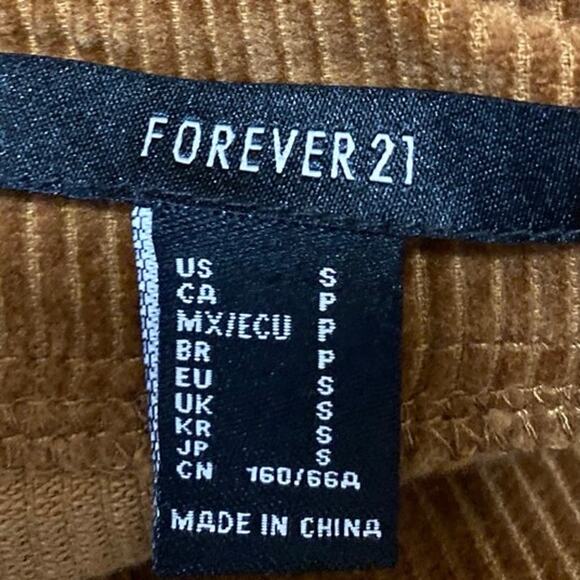 FOREVER 21
US S
CA P
MX/ECU P
BR P
EU S
UK S
KR S
JP S
CN 160/66A
MADE IN CHINA